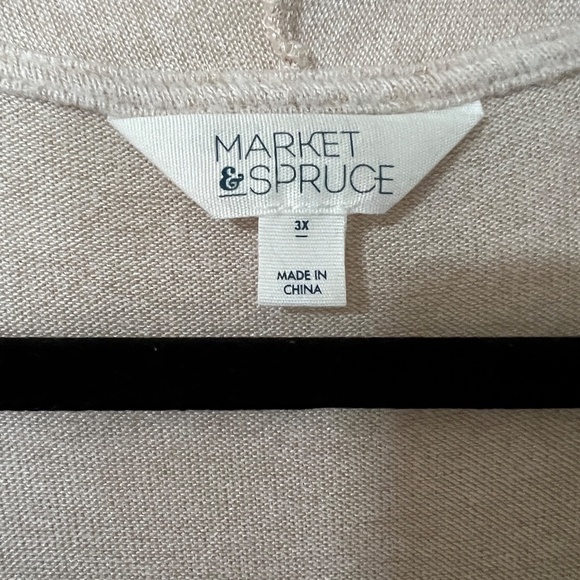 MARKET
& SPRUCE
3X
MADE IN
CHINA